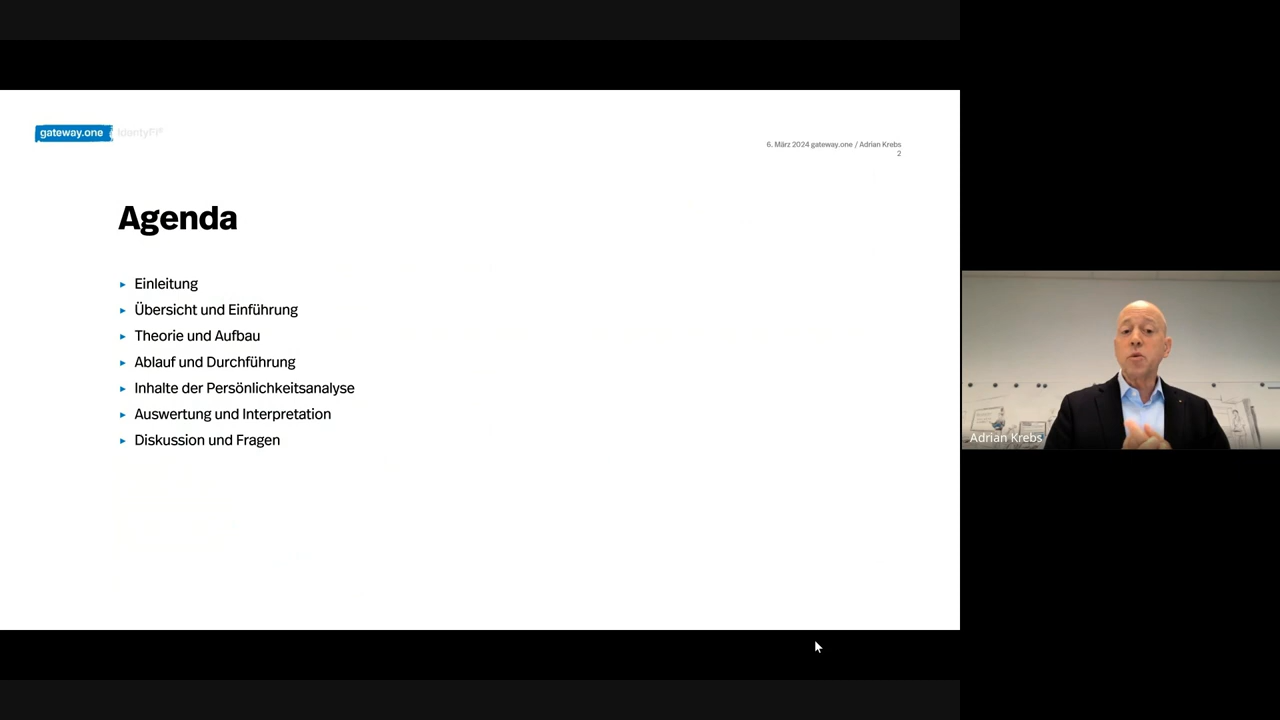 gateway.one IdentyFI®
6. März 2024 gateway.one / Adrian Krebs
2
Agenda
▸ Einleitung
▸ Übersicht und Einführung
▸ Theorie und Aufbau
▸ Ablauf und Durchführung
▸ Inhalte der Persönlichkeitsanalyse
▸ Auswertung und Interpretation
▸ Diskussion und Fragen
Adrian Krebs